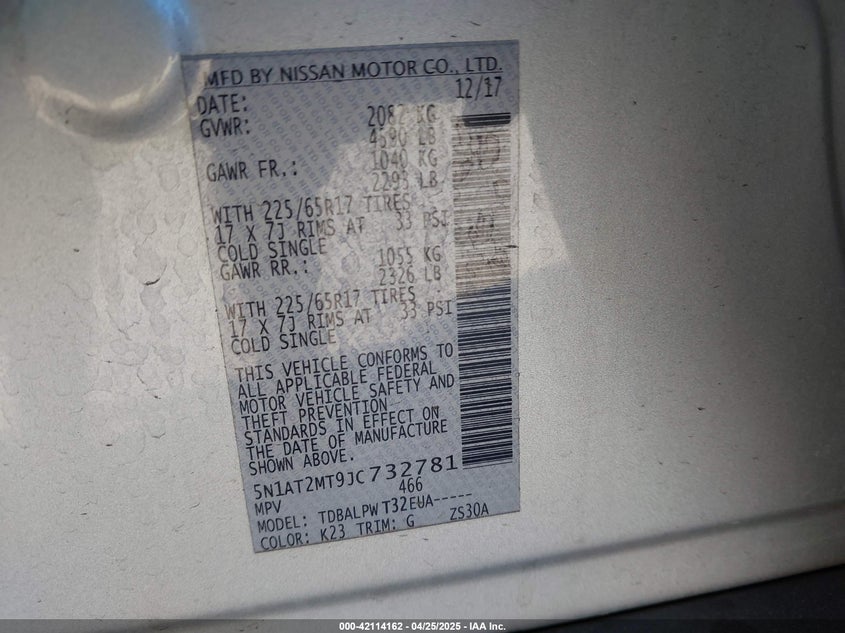 MFD BY NISSAN MOTOR CO., LTD.
DATE: 12/17
GVWR: 2082 KG
4590 LB
GAWR FR.: 1040 KG
2293 LB
WITH 225/65R17 TIRES
17 X 7J RIMS AT 33 PSI
COLD SINGLE
GAWR RR.: 1055 KG
2326 LB
WITH 225/65R17 TIRES
17 X 7J RIMS AT 33 PSI
COLD SINGLE
THIS VEHICLE CONFORMS TO
ALL APPLICABLE FEDERAL
MOTOR VEHICLE SAFETY AND
THEFT PREVENTION
STANDARDS IN EFFECT ON
THE DATE OF MANUFACTURE
SHOWN ABOVE.
5N1AT2MT9JC732781
MPV 466
MODEL: TDBALPWT32EUA-----
COLOR: K23 TRIM: G ZS30A
000-42114162 - 04/25/2025 - IAA Inc.